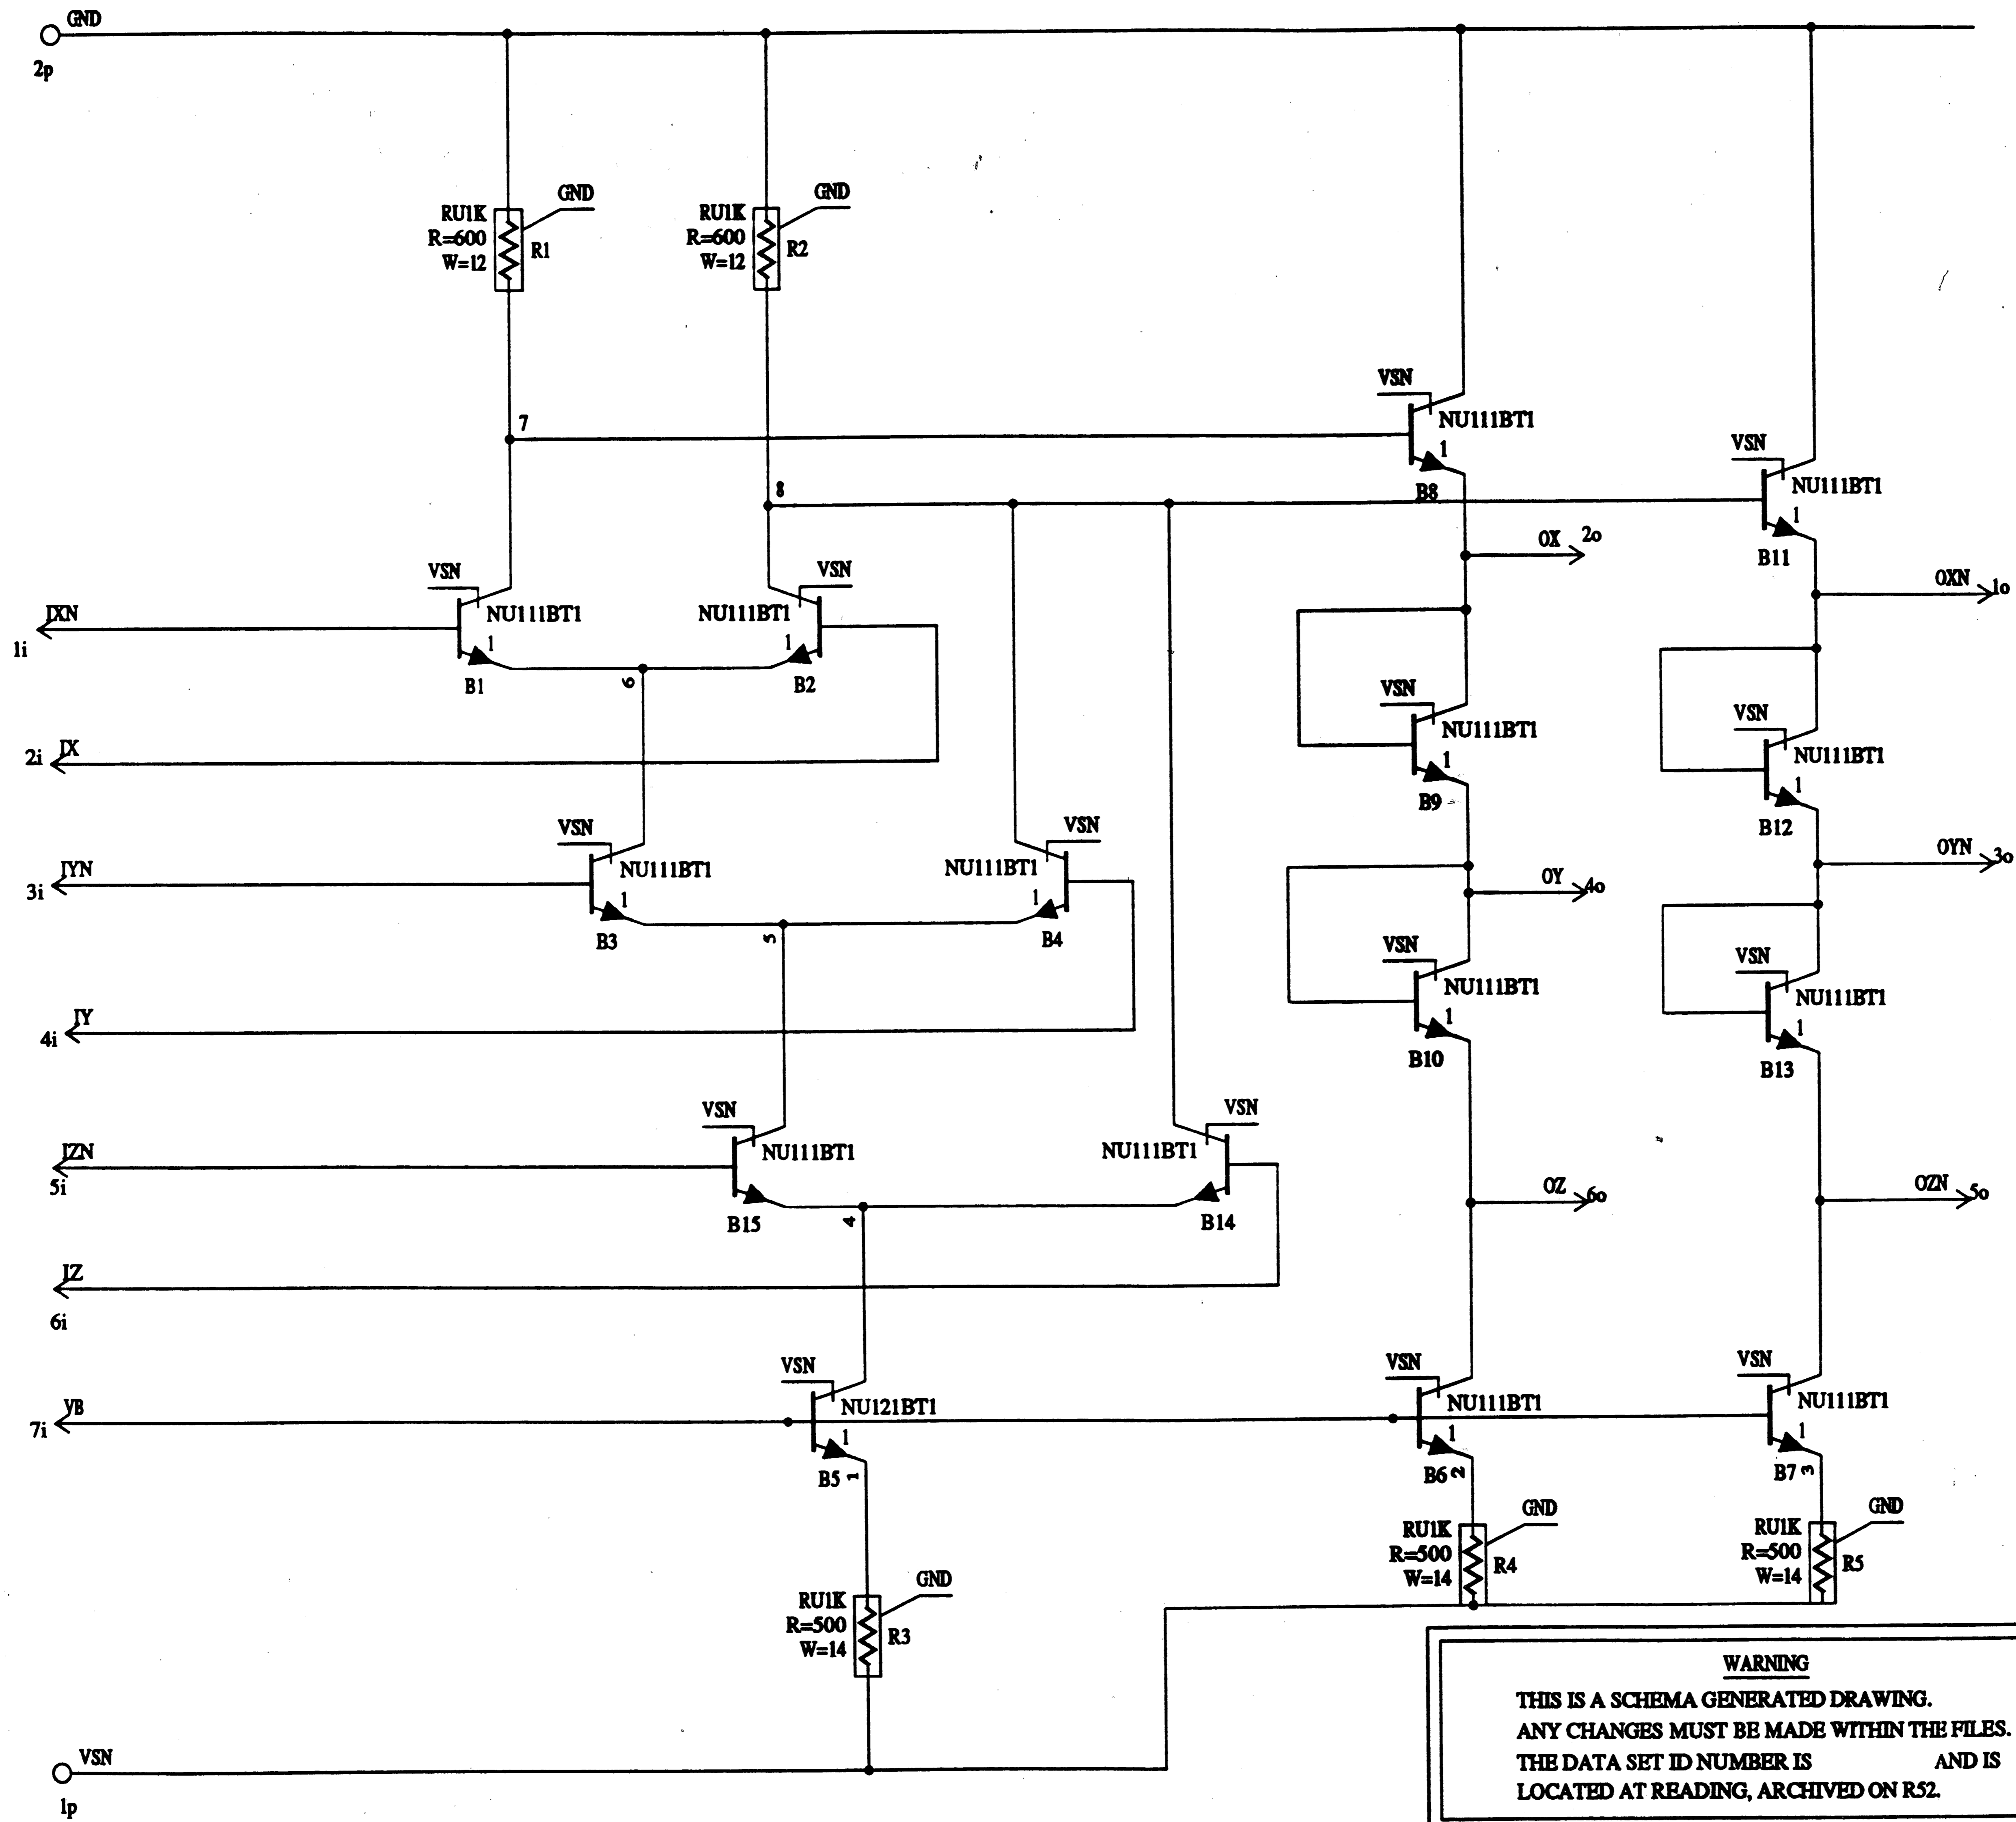 GND
2p
GND
RU1K
R=600
W=12
R1
GND
RU1K
R=600
W=12
R2
7
VSN
NU111BT1
1
B8
8
VSN
NU111BT1
1
B11
OX 2o
OXN 1o
IXN
1i
VSN
NU111BT1
1
B1
6
VSN
NU111BT1
1
B2
IX
2i
VSN
NU111BT1
1
B9
VSN
NU111BT1
1
B12
IYN
3i
VSN
NU111BT1
1
B3
5
VSN
NU111BT1
1
B4
OY 4o
OYN 3o
IY
4i
VSN
NU111BT1
1
B10
VSN
NU111BT1
1
B13
IZN
5i
VSN
NU111BT1
1
B15
4
VSN
NU111BT1
1
B14
OZ 6o
OZN 5o
IZ
6i
VB
7i
VSN
NU121BT1
1
B5
1
VSN
NU111BT1
1
B6
2
VSN
NU111BT1
1
B7
3
GND
RU1K
R=500
W=14
R3
GND
RU1K
R=500
W=14
R4
GND
RU1K
R=500
W=14
R5
VSN
1p
WARNING
THIS IS A SCHEMA GENERATED DRAWING.
ANY CHANGES MUST BE MADE WITHIN THE FILES.
THE DATA SET ID NUMBER IS AND IS
LOCATED AT READING, ARCHIVED ON R52.